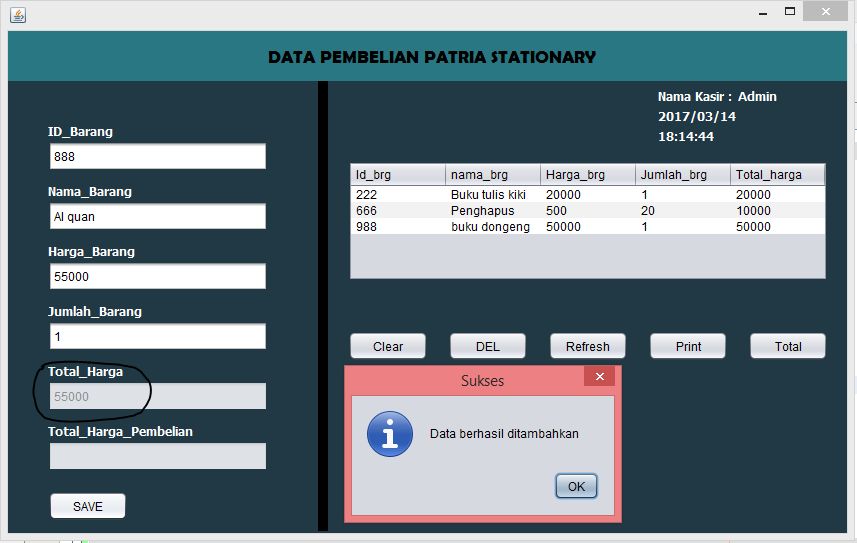 DATA PEMBELIAN PATRIA STATIONARY
Nama Kasir : Admin
2017/03/14
18:14:44
ID_Barang
888
Nama_Barang
Al quan
Harga_Barang
55000
Jumlah_Barang
1
Total_Harga
55000
Total_Harga_Pembelian
SAVE
Id_brg nama_brg Harga_brg Jumlah_brg Total_harga
222 Buku tulis kiki 20000 1 20000
666 Penghapus 500 20 10000
988 buku dongeng 50000 1 50000
Clear DEL Refresh Print Total
Sukses
Data berhasil ditambahkan
OK